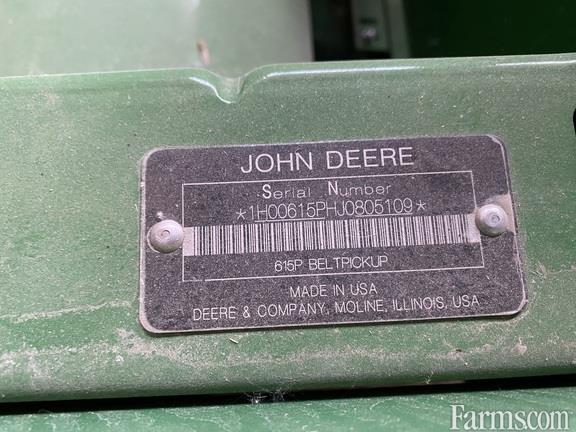 JOHN DEERE
Serial Number
*1H00615PHJ0805109*
615P BELTPICKUP
MADE IN USA
DEERE & COMPANY, MOLINE, ILLINOIS, USA
Farms.com